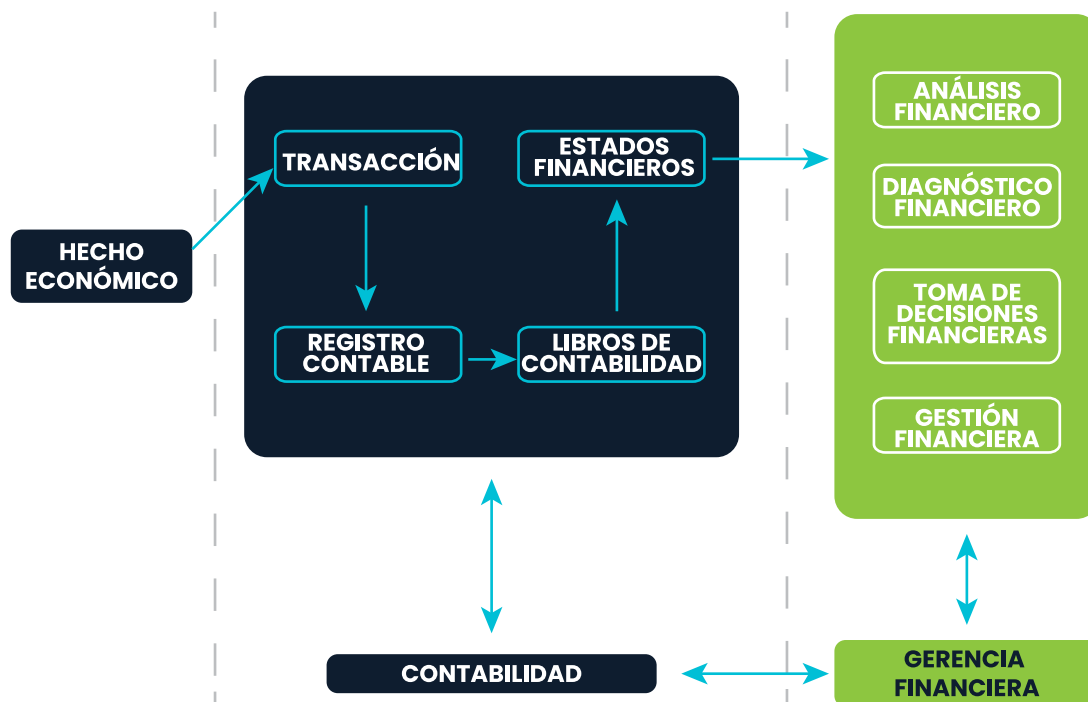 HECHO
ECONÓMICO
TRANSACCIÓN
REGISTRO
CONTABLE
LIBROS DE
CONTABILIDAD
ESTADOS
FINANCIEROS
ANÁLISIS
FINANCIERO
DIAGNÓSTICO
FINANCIERO
TOMA DE
DECISIONES
FINANCIERAS
GESTIÓN
FINANCIERA
CONTABILIDAD
GERENCIA
FINANCIERA